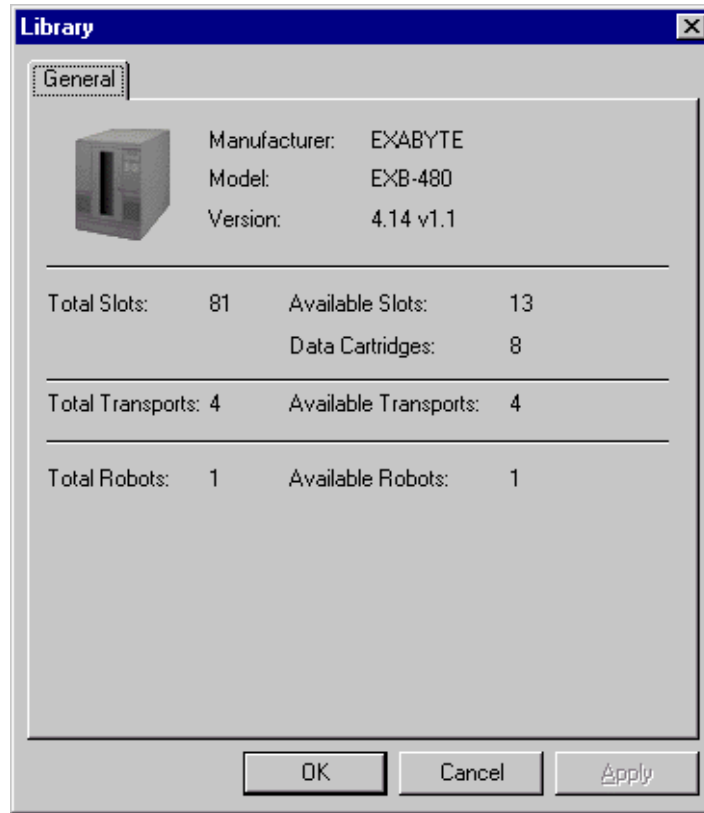 Library
General
Manufacturer: EXABYTE
Model: EXB-480
Version: 4.14 v1.1
Total Slots: 81 Available Slots: 13
Data Cartridges: 8
Total Transports: 4 Available Transports: 4
Total Robots: 1 Available Robots: 1
OK Cancel Apply